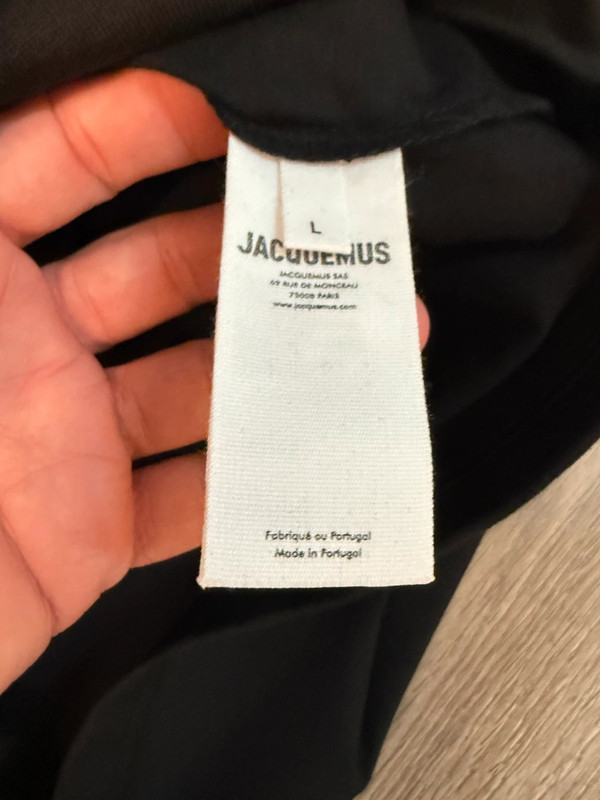 L
JACQUEMUS
JACQUEMUS SAS
69 RUE DE MONCEAU
75008 PARIS
www.jacquemus.com
Fabriqué au Portugal
Made in Portugal